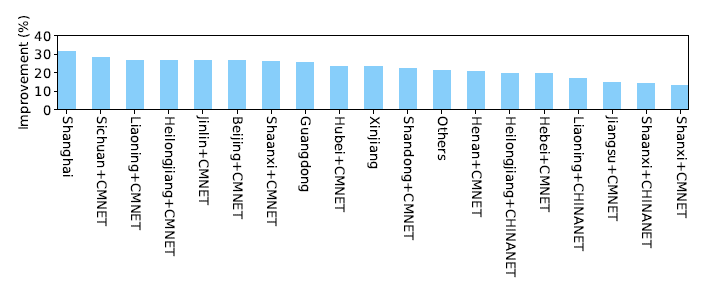 Improvement (%)
40
30
20
10
0
Shanghai
Sichuan+CMNET
Liaoning+CMNET
Heilongjiang+CMNET
Jinlin+CMNET
Beijing+CMNET
Shaanxi+CMNET
Guangdong
Hubei+CMNET
Xinjiang
Shandong+CMNET
Others
Henan+CMNET
Heilongjiang+CHINANET
Hebei+CMNET
Liaoning+CHINANET
Jiangsu+CMNET
Shaanxi+CHINANET
Shanxi+CMNET